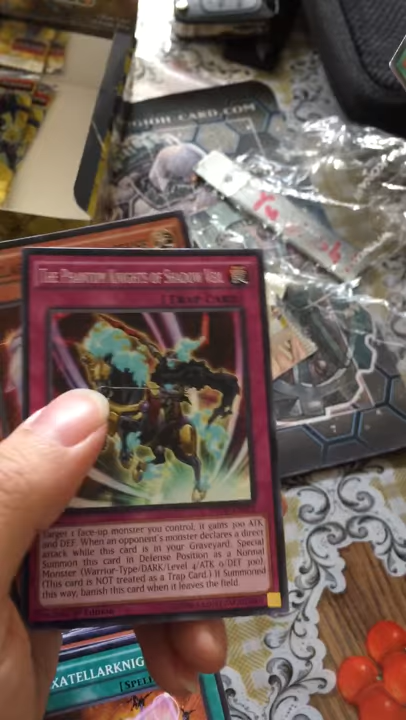 GION-CARD.COM
THE PHANTOM KNIGHTS OF SHADOW VEIL
[TRAP CARD
Target 1 face-up monster you control; it gains 300 ATK
and DEF. When an opponent's monster declares a direct
attack while this card is in your Graveyard: Special
Summon this card in Defense Position as a Normal
Monster (Warrior-Type/DARK/Level 4/ATK 0/DEF 300).
(This card is NOT treated as a Trap Card.) If Summoned
this way, banish this card when it leaves the field.
Edition
XATELLARKNIG
[SPELL